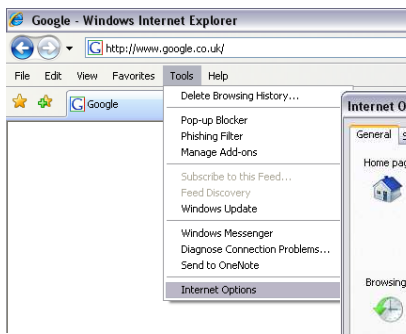 Google - Windows Internet Explorer
http://www.google.co.uk/
File Edit View Favorites Tools Help
Google
Delete Browsing History...
Pop-up Blocker
Phishing Filter
Manage Add-ons
Subscribe to this Feed...
Feed Discovery
Windows Update
Windows Messenger
Diagnose Connection Problems...
Send to OneNote
Internet Options
Internet O
General S
Home pag
Browsing